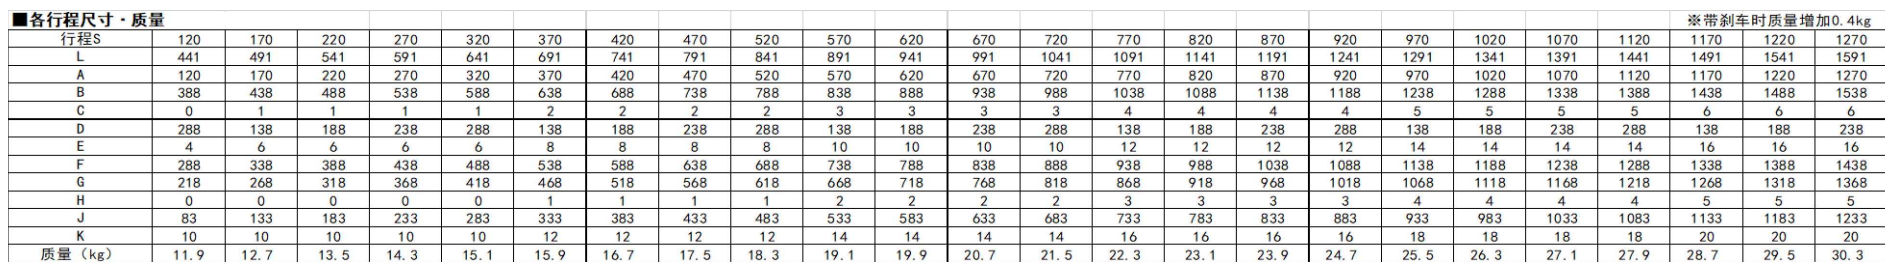 ■各行程尺寸·质量 ※带刹车时质量增加0.4kg
行程S 120 170 220 270 320 370 420 470 520 570 620 670 720 770 820 870 920 970 1020 1070 1120 1170 1220 1270
L 441 491 541 591 641 691 741 791 841 891 941 991 1041 1091 1141 1191 1241 1291 1341 1391 1441 1491 1541 1591
A 120 170 220 270 320 370 420 470 520 570 620 670 720 770 820 870 920 970 1020 1070 1120 1170 1220 1270
B 388 438 488 538 588 638 688 738 788 838 888 938 988 1038 1088 1138 1188 1238 1288 1338 1388 1438 1488 1538
C 0 1 1 1 1 2 2 2 2 3 3 3 3 4 4 4 4 5 5 5 5 6 6 6
D 288 138 188 238 288 138 188 238 288 138 188 238 288 138 188 238 288 138 188 238 288 138 188 238
E 4 6 6 6 6 8 8 8 8 10 10 10 10 12 12 12 12 14 14 14 14 16 16 16
F 288 338 388 438 488 538 588 638 688 738 788 838 888 938 988 1038 1088 1138 1188 1238 1288 1338 1388 1438
G 218 268 318 368 418 468 518 568 618 668 718 768 818 868 918 968 1018 1068 1118 1168 1218 1268 1318 1368
H 0 0 0 0 0 1 1 1 1 2 2 2 2 3 3 3 3 4 4 4 4 5 5 5
J 83 133 183 233 283 333 383 433 483 533 583 633 683 733 783 833 883 933 983 1033 1083 1133 1183 1233
K 10 10 10 10 10 12 12 12 12 14 14 14 14 16 16 16 16 18 18 18 18 20 20 20
质量（kg） 11.9 12.7 13.5 14.3 15.1 15.9 16.7 17.5 18.3 19.1 19.9 20.7 21.5 22.3 23.1 23.9 24.7 25.5 26.3 27.1 27.9 28.7 29.5 30.3